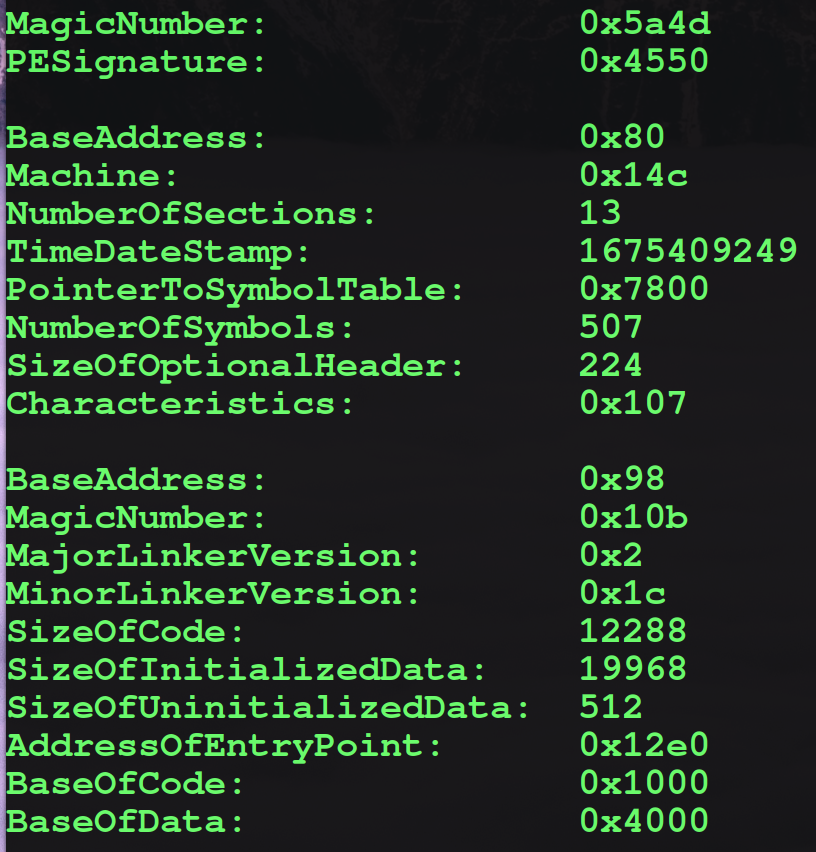 MagicNumber: 0x5a4d
PESignature: 0x4550
BaseAddress: 0x80
Machine: 0x14c
NumberOfSections: 13
TimeDateStamp: 1675409249
PointerToSymbolTable: 0x7800
NumberOfSymbols: 507
SizeOfOptionalHeader: 224
Characteristics: 0x107
BaseAddress: 0x98
MagicNumber: 0x10b
MajorLinkerVersion: 0x2
MinorLinkerVersion: 0x1c
SizeOfCode: 12288
SizeOfInitializedData: 19968
SizeOfUninitializedData: 512
AddressOfEntryPoint: 0x12e0
BaseOfCode: 0x1000
BaseOfData: 0x4000